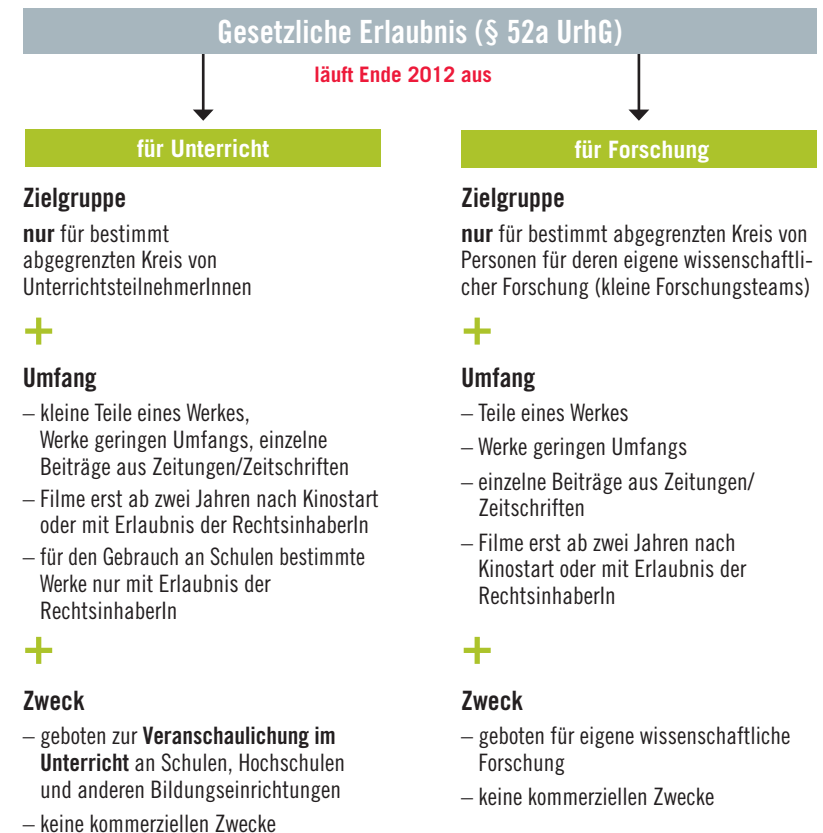 Gesetzliche Erlaubnis (§ 52a UrhG)
läuft Ende 2012 aus
für Unterricht
Zielgruppe
nur für bestimmt
abgegrenzten Kreis von
UnterrichtsteilnehmerInnen
+
Umfang
– kleine Teile eines Werkes,
Werke geringen Umfangs, einzelne
Beiträge aus Zeitungen/Zeitschriften
– Filme erst ab zwei Jahren nach Kinostart
oder mit Erlaubnis der RechtsinhaberIn
– für den Gebrauch an Schulen bestimmte
Werke nur mit Erlaubnis der
RechtsinhaberIn
+
Zweck
– geboten zur Veranschaulichung im
Unterricht an Schulen, Hochschulen
und anderen Bildungseinrichtungen
– keine kommerziellen Zwecke
für Forschung
Zielgruppe
nur für bestimmt abgegrenzten Kreis von
Personen für deren eigene wissenschaftli-
cher Forschung (kleine Forschungsteams)
+
Umfang
– Teile eines Werkes
– Werke geringen Umfangs
– einzelne Beiträge aus Zeitungen/
Zeitschriften
– Filme erst ab zwei Jahren nach
Kinostart oder mit Erlaubnis der
RechtsinhaberIn
+
Zweck
– geboten für eigene wissenschaftliche
Forschung
– keine kommerziellen Zwecke